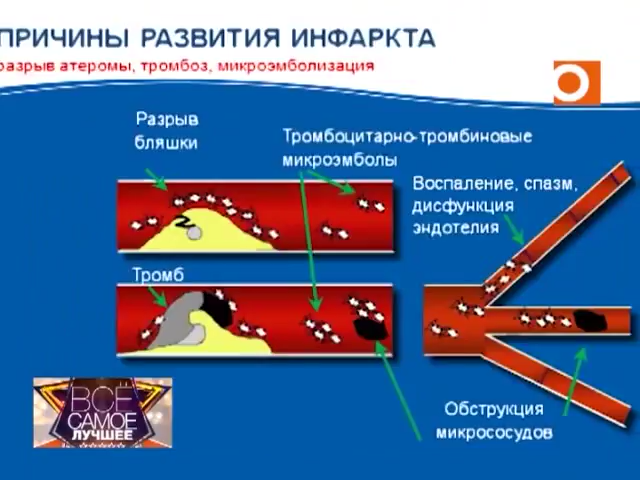 ПРИЧИНЫ РАЗВИТИЯ ИНФАРКТА
разрыв атеромы, тромбоз, микроэмболизация
Разрыв
бляшки
Тромбоцитарно-тромбиновые
микроэмболы
Воспаление, спазм,
дисфункция
эндотелия
Тромб
Обструкция
микрососудов
ВСЁ
САМОЕ
ЛУЧШЕЕ